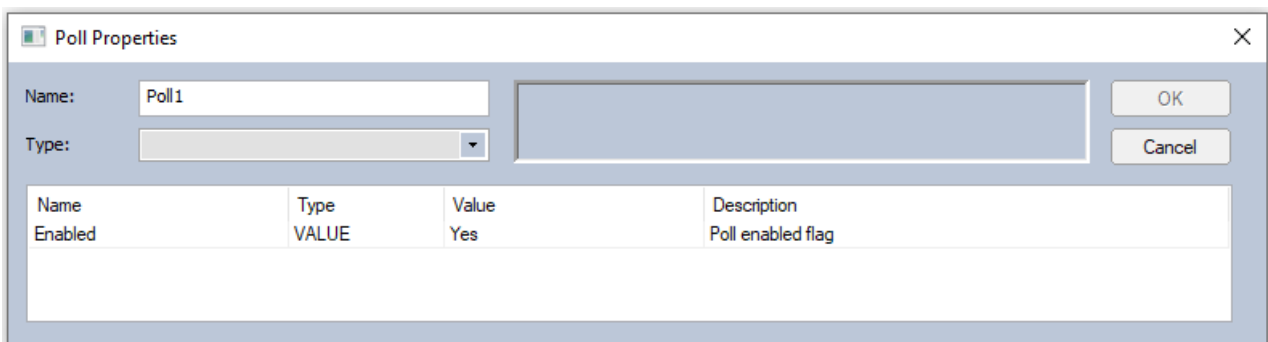 Poll Properties
Name: Poll1
OK
Type:
Cancel
Name Type Value Description
Enabled VALUE Yes Poll enabled flag